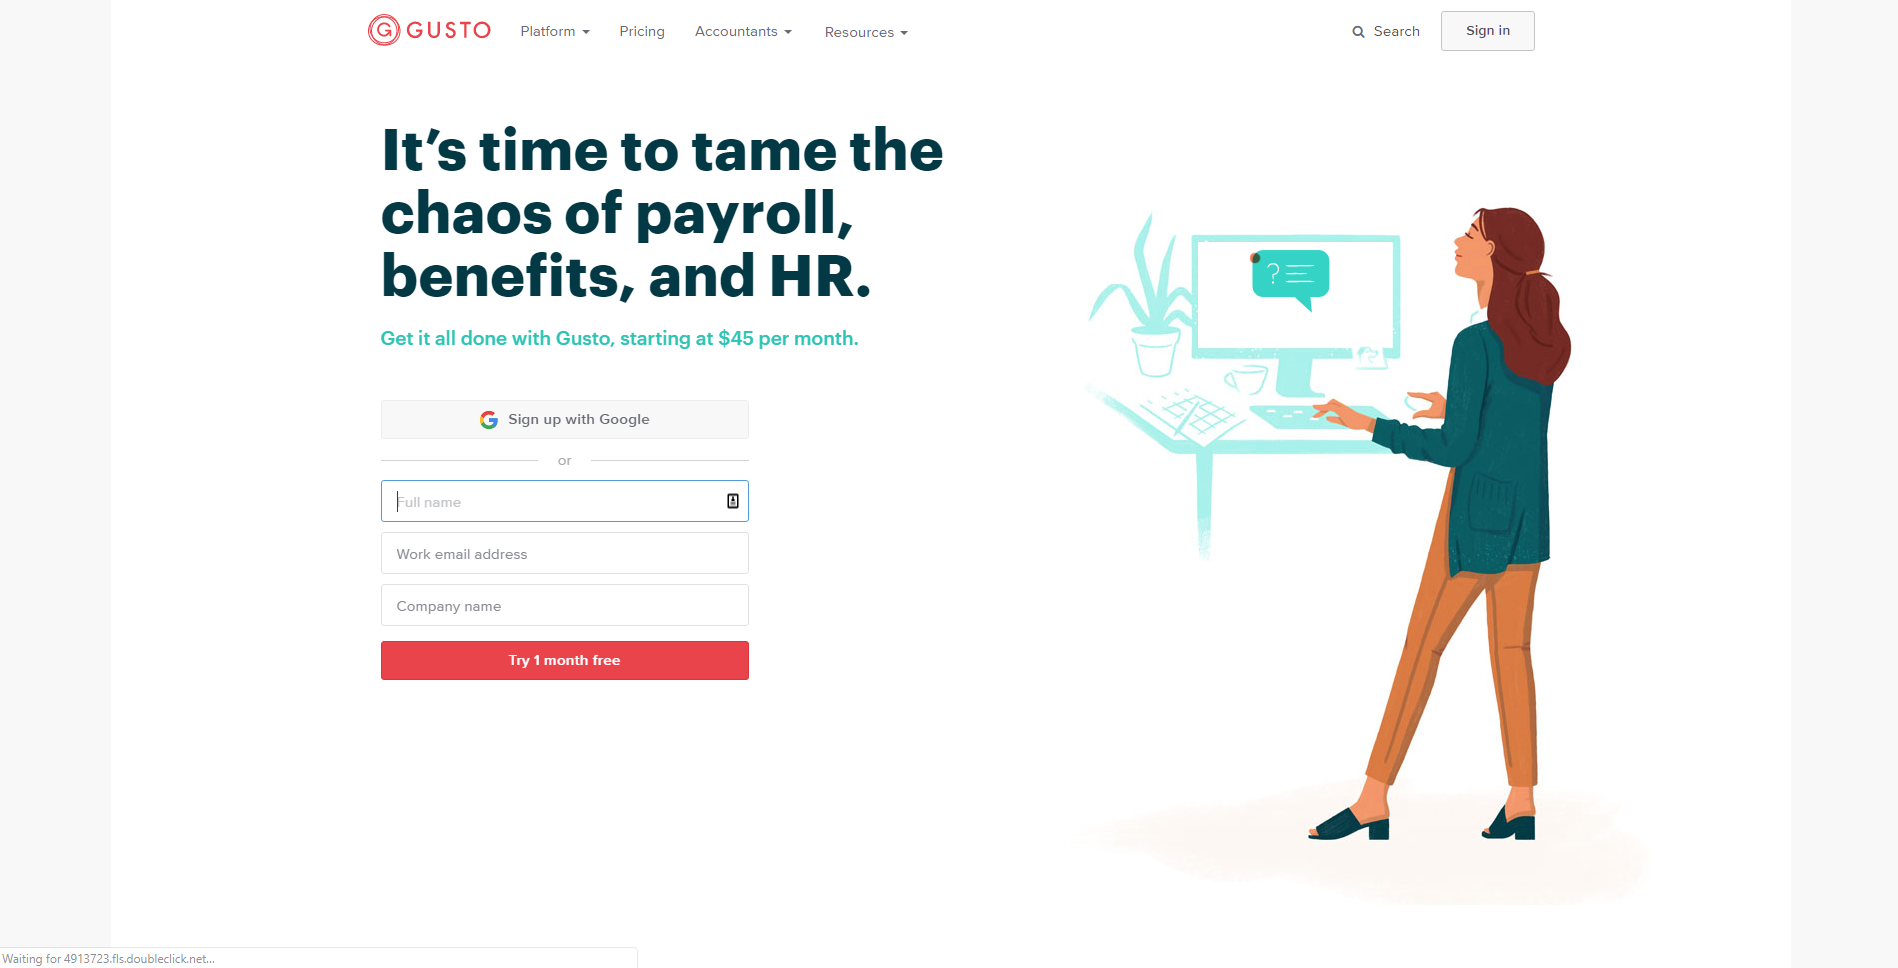 GUSTO
Platform
Pricing
Accountants
Resources
Search
Sign in
It’s time to tame the
chaos of payroll,
benefits, and HR.
Get it all done with Gusto, starting at $45 per month.
Sign up with Google
or
Full name
Work email address
Company name
Try 1 month free
?
Waiting for 4913723.fls.doubleclick.net...